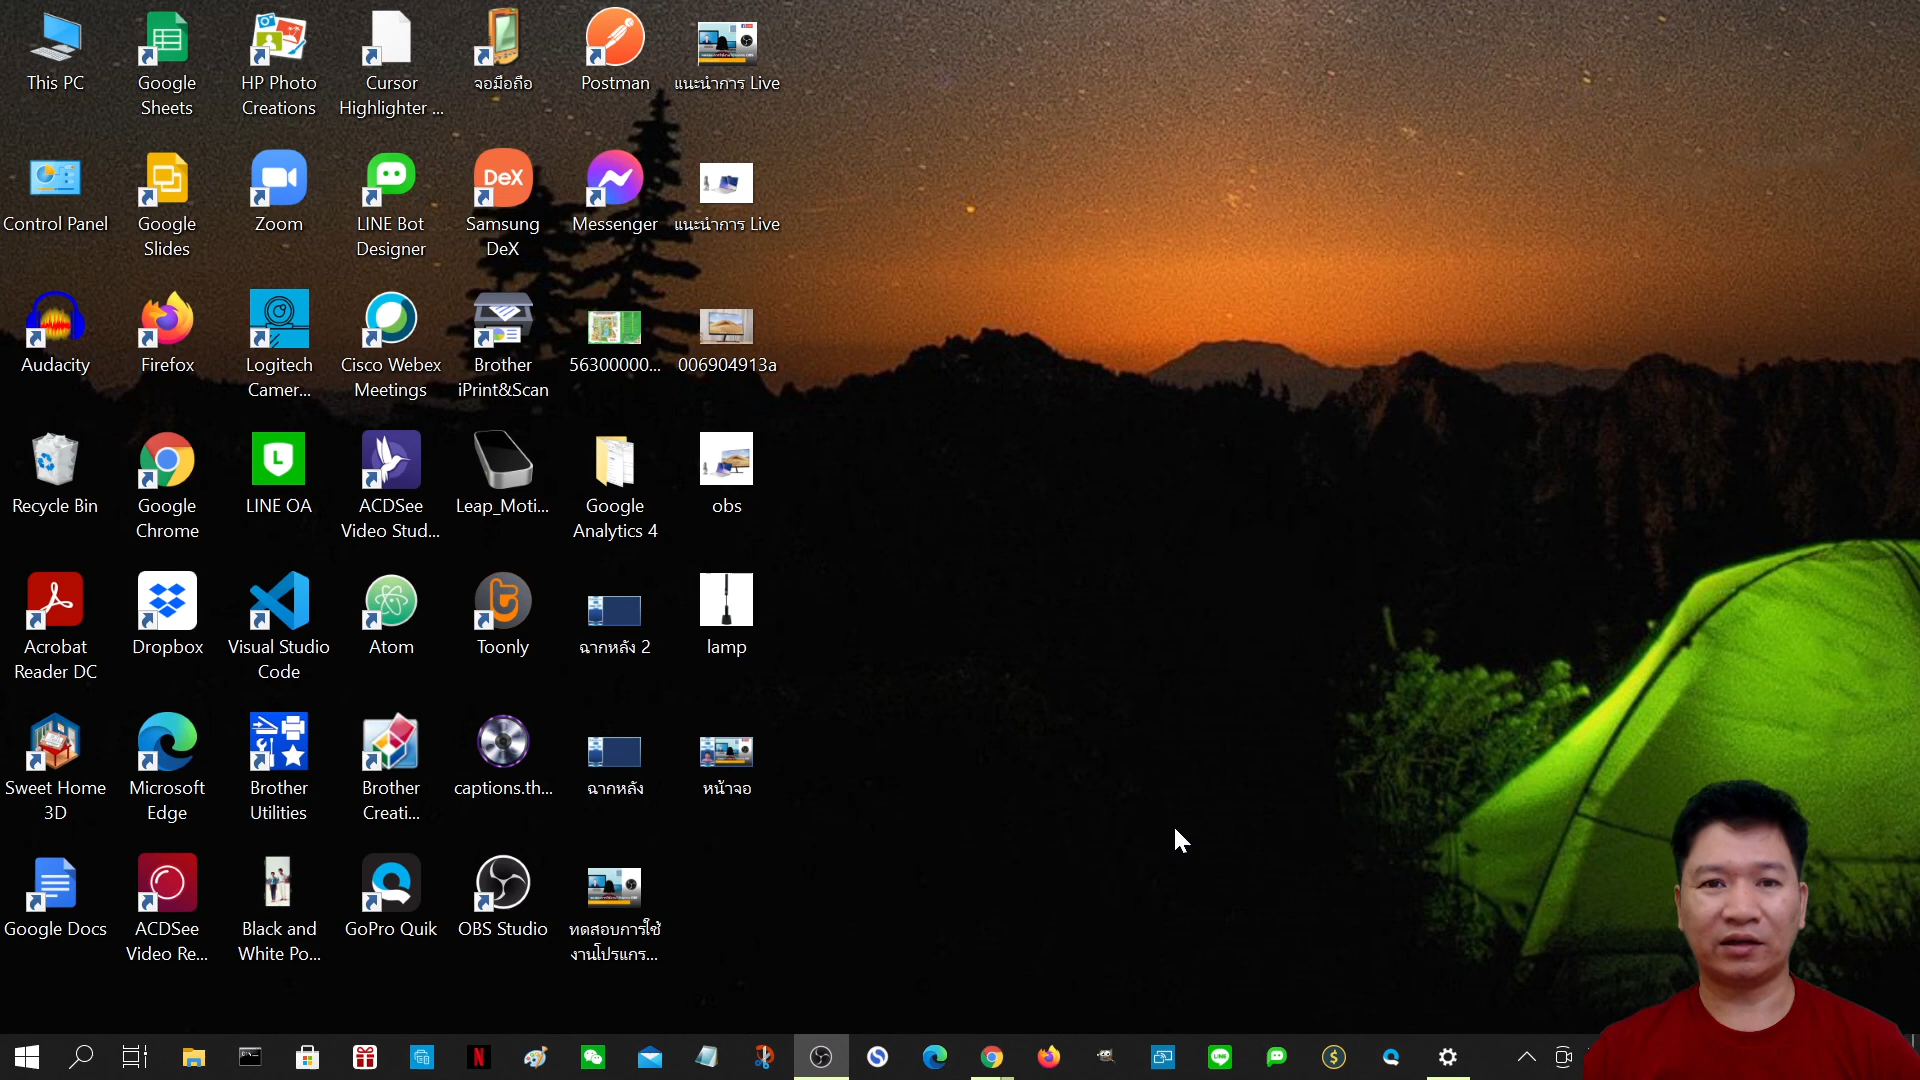 This PC
Google
Sheets
HP Photo
Creations
Cursor
Highlighter ...
จอมือถือ
Postman
แนะนำการ Live
Control Panel
Google
Slides
Zoom
LINE Bot
Designer
DeX
Samsung
DeX
Messenger
แนะนำการ Live
Audacity
Firefox
Logitech
Camer...
Cisco Webex
Meetings
Brother
iPrint&Scan
56300000...
006904913a
Recycle Bin
Google
Chrome
L
LINE OA
ACDSee
Video Stud...
Leap_Moti...
Google
Analytics 4
obs
Acrobat
Reader DC
Dropbox
Visual Studio
Code
Atom
Toonly
ฉากหลัง 2
lamp
Sweet Home
3D
Microsoft
Edge
Brother
Utilities
Brother
Creati...
captions.th...
ฉากหลัง
หน้าจอ
Google Docs
ACDSee
Video Re...
Black and
White Po...
GoPro Quik
OBS Studio
ทดสอบการใช้
งานโปรแกร...